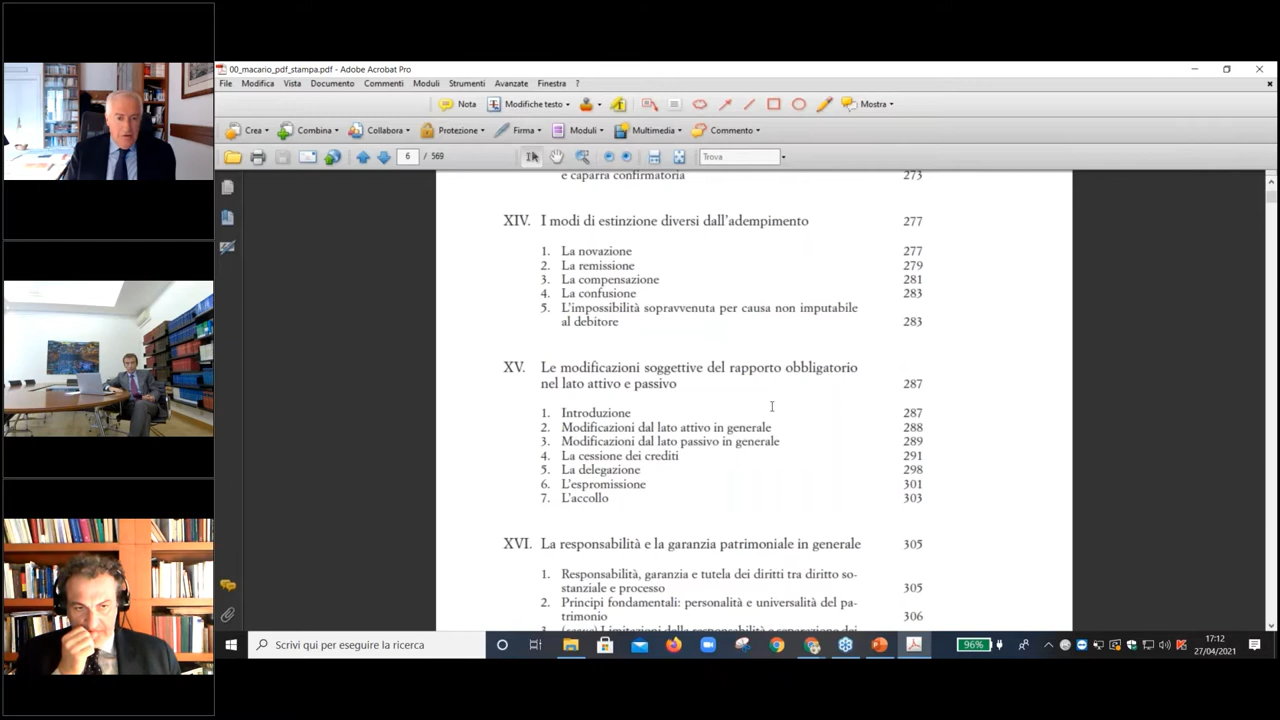 00_macario_pdf_stampa.pdf - Adobe Acrobat Pro
File Modifica Vista Documento Commenti Moduli Strumenti Avanzate Finestra ?
Nota Modifiche testo Mostra
Crea Combina Collabora Protezione Firma Moduli Multimedia Commento
6 / 569 Trova
e caparra confirmatoria 273
XIV. I modi di estinzione diversi dall'adempimento 277
1. La novazione 277
2. La remissione 279
3. La compensazione 281
4. La confusione 283
5. L'impossibilità sopravvenuta per causa non imputabile
al debitore 283
XV. Le modificazioni soggettive del rapporto obbligatorio
nel lato attivo e passivo 287
1. Introduzione 287
2. Modificazioni dal lato attivo in generale 288
3. Modificazioni dal lato passivo in generale 289
4. La cessione dei crediti 291
5. La delegazione 298
6. L'espromissione 301
7. L'accollo 303
XVI. La responsabilità e la garanzia patrimoniale in generale 305
1. Responsabilità, garanzia e tutela dei diritti tra diritto so-
stanziale e processo 305
2. Principi fondamentali: personalità e universalità del pa-
trimonio 306
3. (segue) Limitazioni della responsabilità e separazione dei
Scrivi qui per eseguire la ricerca
96%
17:12
27/04/2021